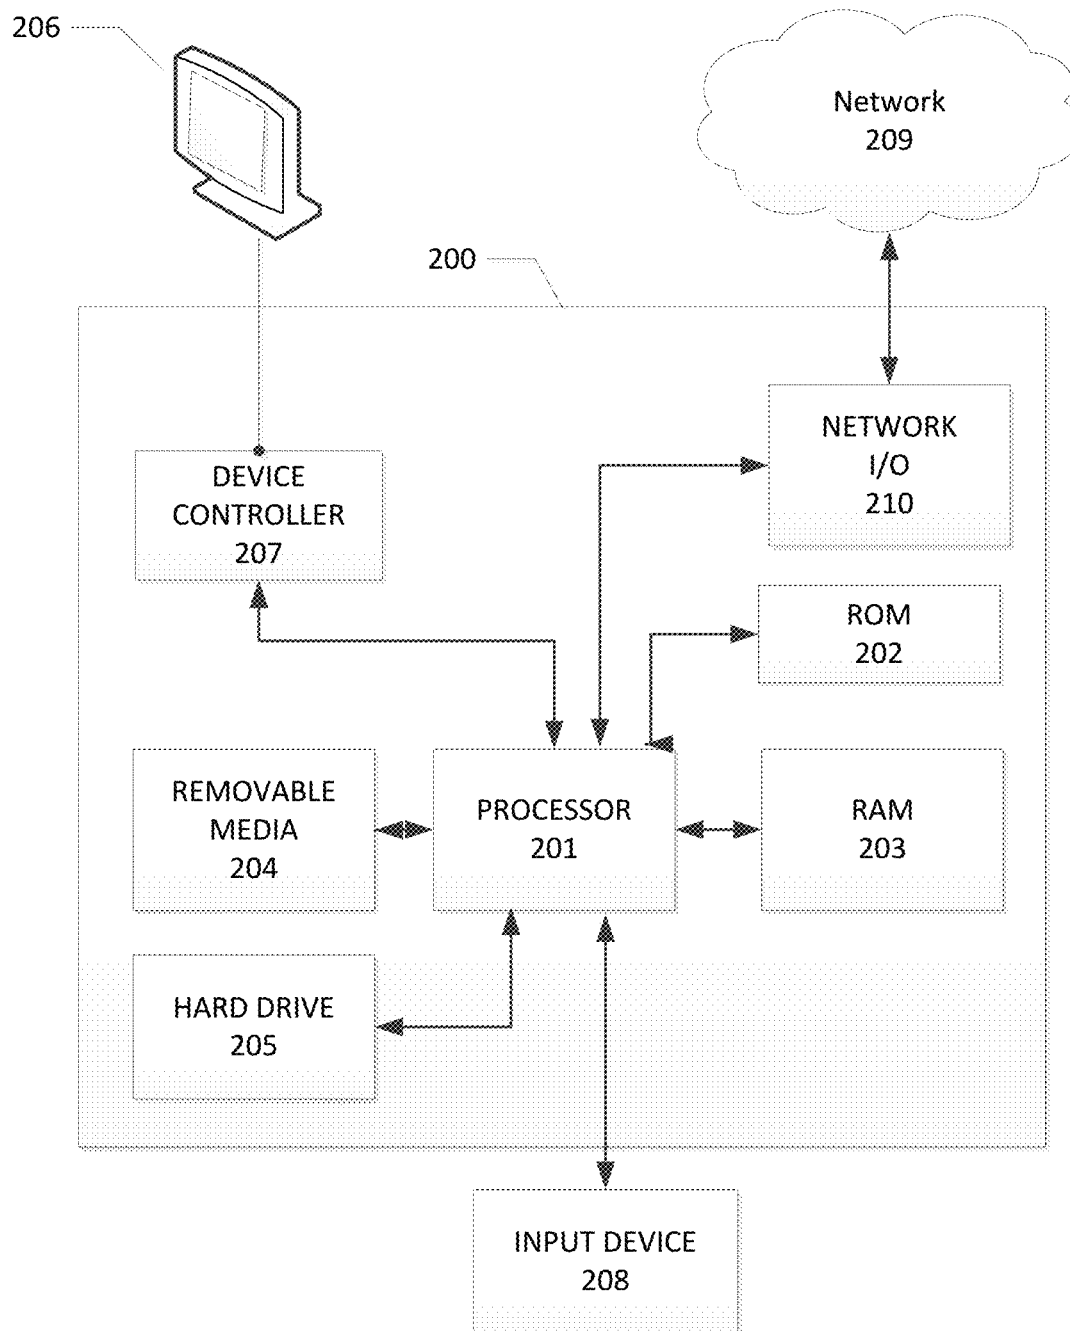 206
Network
209
200
NETWORK
I/O
210
DEVICE
CONTROLLER
207
ROM
202
REMOVABLE
MEDIA
204
PROCESSOR
201
RAM
203
HARD DRIVE
205
INPUT DEVICE
208